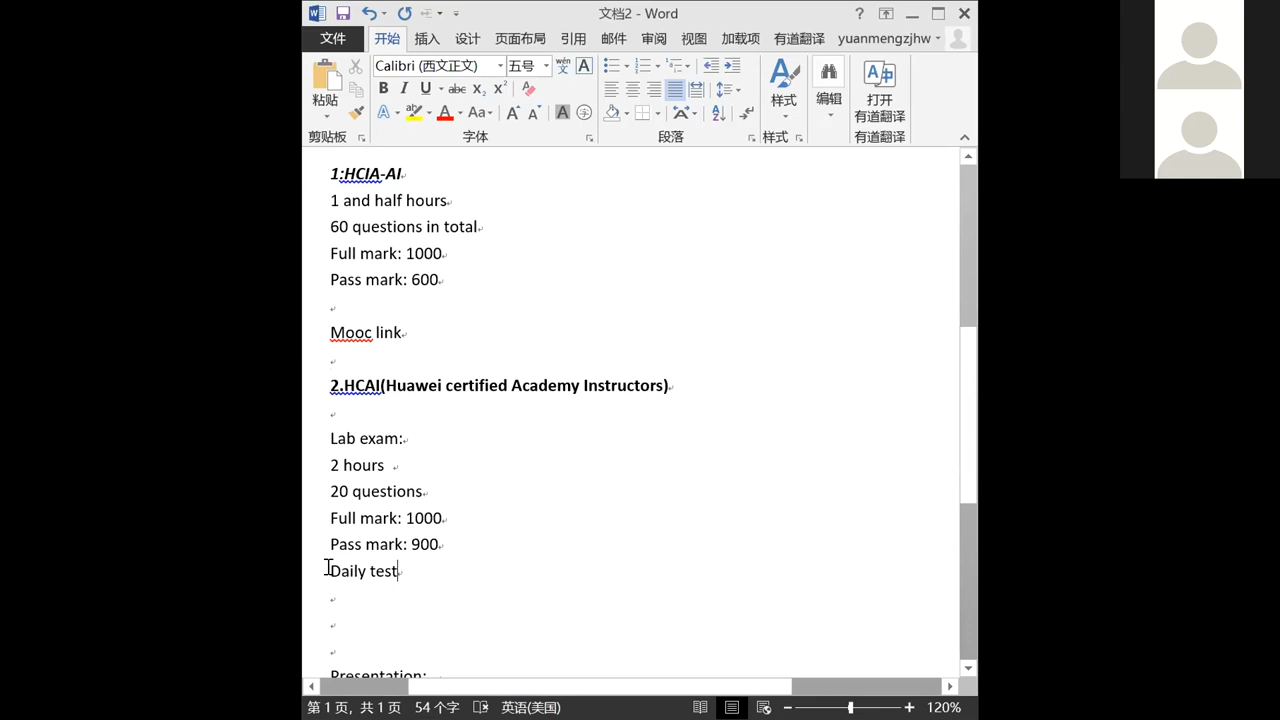 文档2 - Word
?
文件 开始 插入 设计 页面布局 引用 邮件 审阅 视图 加载项 有道翻译 yuanmengzjhw
Calibri (西文正文) 五号 wén A
粘贴 B I U abc X₂ X² 样式 编辑 打开
有道翻译
A ab A Aa A A A 字
剪贴板 字体 段落 样式 有道翻译
1:HCIA-AI
1 and half hours
60 questions in total
Full mark: 1000
Pass mark: 600
Mooc link
2.HCAI(Huawei certified Academy Instructors)
Lab exam:
2 hours
20 questions
Full mark: 1000
Pass mark: 900
Daily test
Presentation:
第 1 页，共 1 页 54 个字 英语(美国) 120%